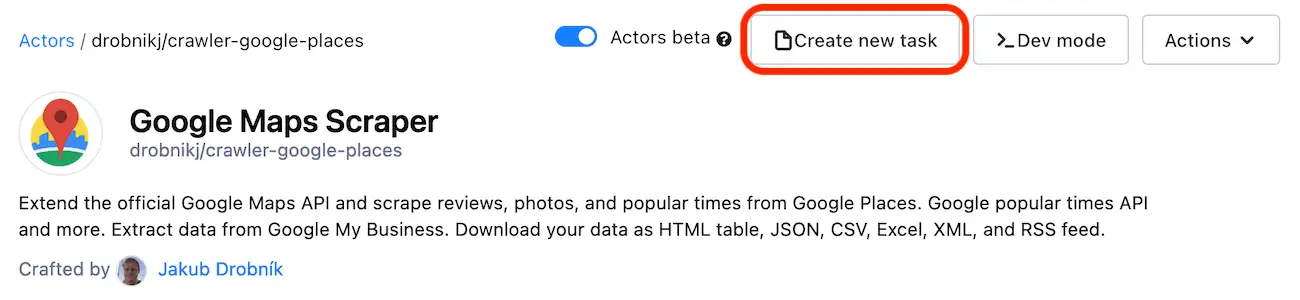 Actors / drobnikj/crawler-google-places
Actors beta
Create new task
Dev mode
Actions
Google Maps Scraper
drobnikj/crawler-google-places
Extend the official Google Maps API and scrape reviews, photos, and popular times from Google Places. Google popular times API
and more. Extract data from Google My Business. Download your data as HTML table, JSON, CSV, Excel, XML, and RSS feed.
Crafted by Jakub Drobník